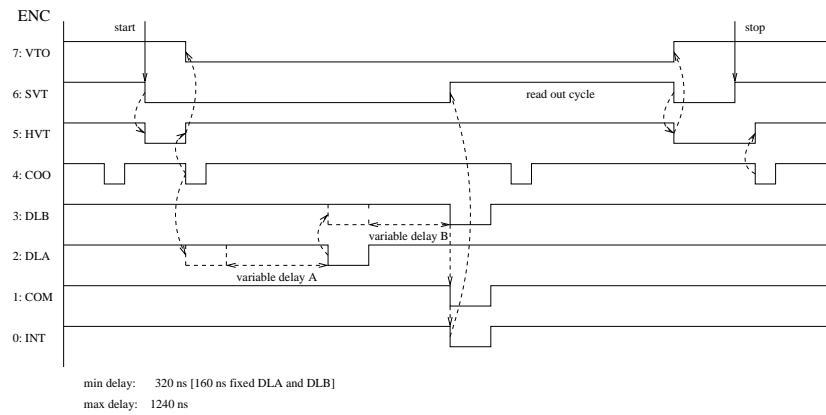 ENC
start
stop
7: VTO
6: SVT
read out cycle
5: HVT
4: COO
3: DLB
variable delay B
2: DLA
variable delay A
1: COM
0: INT
min delay: 320 ns [160 ns fixed DLA and DLB]
max delay: 1240 ns